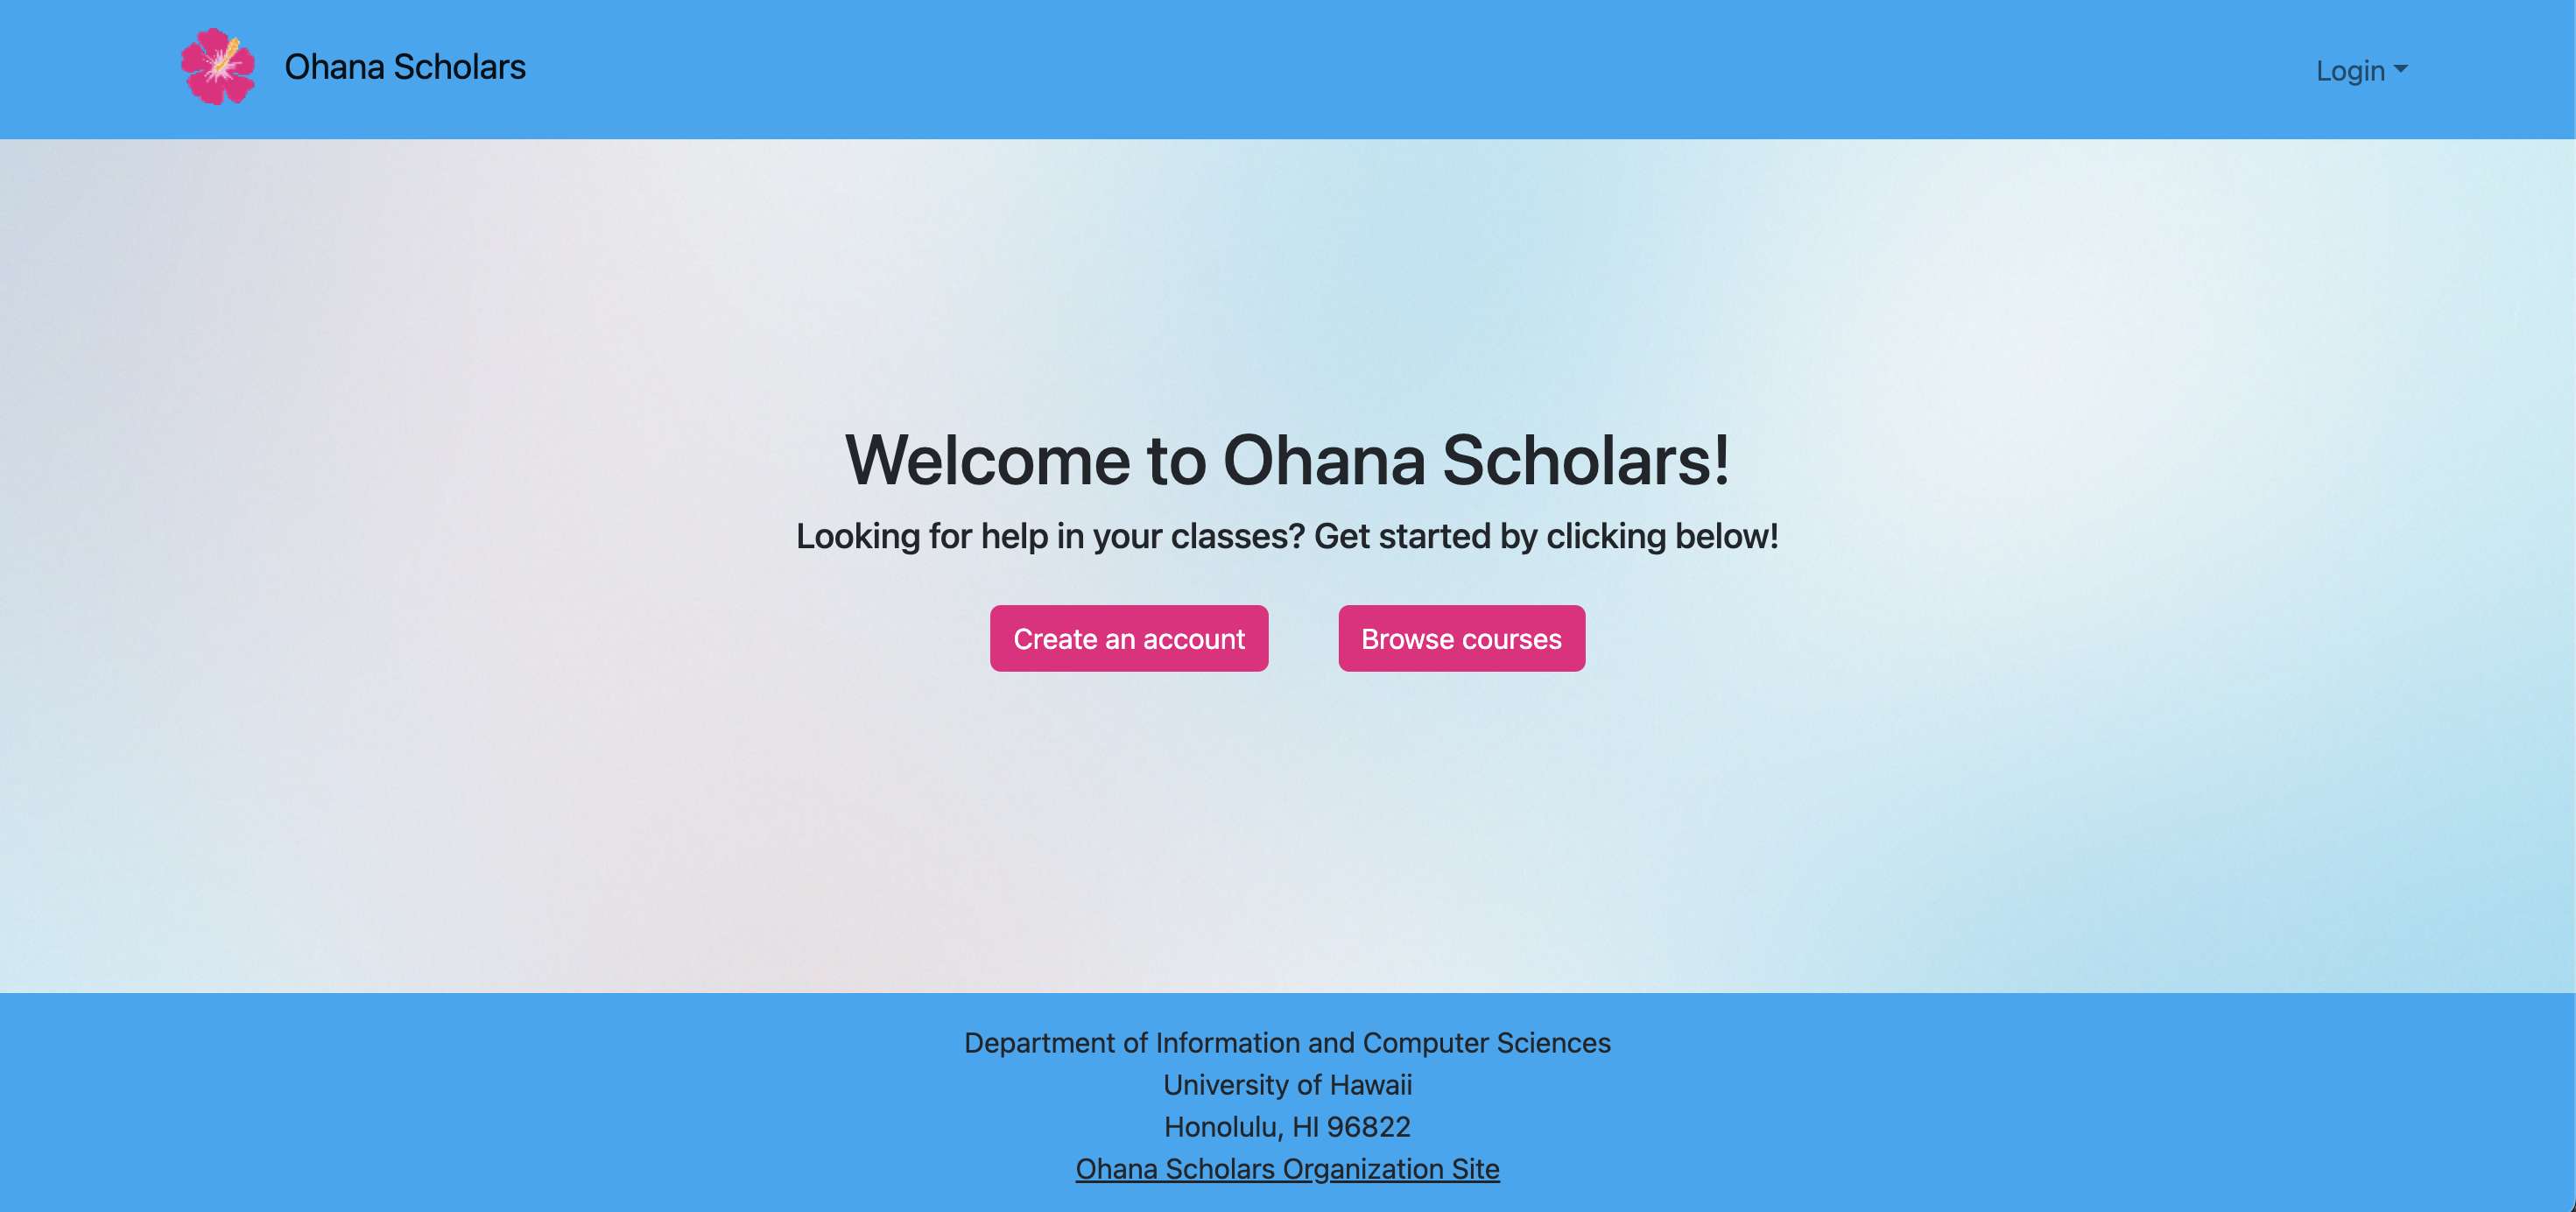 Ohana Scholars
Login
Welcome to Ohana Scholars!
Looking for help in your classes? Get started by clicking below!
Create an account
Browse courses
Department of Information and Computer Sciences
University of Hawaii
Honolulu, HI 96822
Ohana Scholars Organization Site